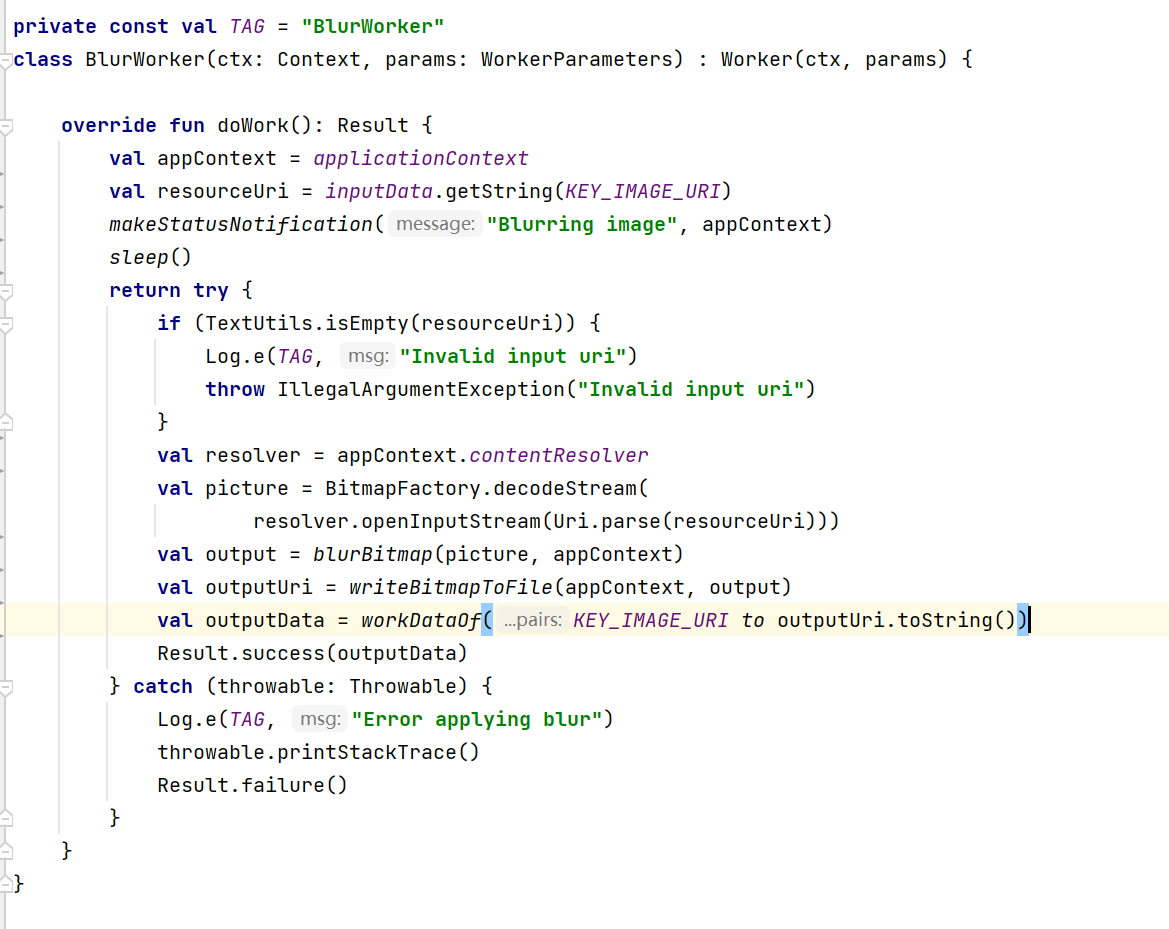 private const val TAG = "BlurWorker"
class BlurWorker(ctx: Context, params: WorkerParameters) : Worker(ctx, params) {
override fun doWork(): Result {
val appContext = applicationContext
val resourceUri = inputData.getString(KEY_IMAGE_URI)
makeStatusNotification( message: "Blurring image", appContext)
sleep()
return try {
if (TextUtils.isEmpty(resourceUri)) {
Log.e(TAG, msg: "Invalid input uri")
throw IllegalArgumentException("Invalid input uri")
}
val resolver = appContext.contentResolver
val picture = BitmapFactory.decodeStream(
resolver.openInputStream(Uri.parse(resourceUri)))
val output = blurBitmap(picture, appContext)
val outputUri = writeBitmapToFile(appContext, output)
val outputData = workDataOf( ...pairs: KEY_IMAGE_URI to outputUri.toString())
Result.success(outputData)
} catch (throwable: Throwable) {
Log.e(TAG, msg: "Error applying blur")
throwable.printStackTrace()
Result.failure()
}
}
}